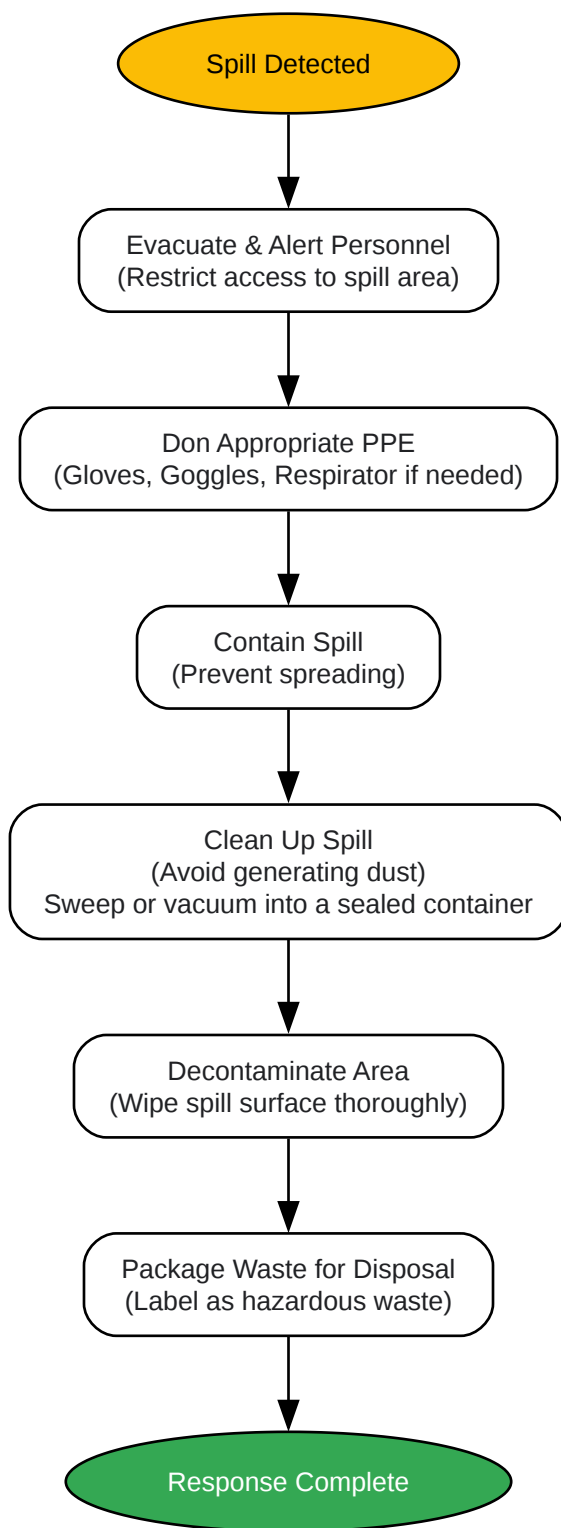 Spill Detected
Evacuate & Alert Personnel
(Restrict access to spill area)
Don Appropriate PPE
(Gloves, Goggles, Respirator if needed)
Contain Spill
(Prevent spreading)
Clean Up Spill
(Avoid generating dust)
Sweep or vacuum into a sealed container
Decontaminate Area
(Wipe spill surface thoroughly)
Package Waste for Disposal
(Label as hazardous waste)
Response Complete